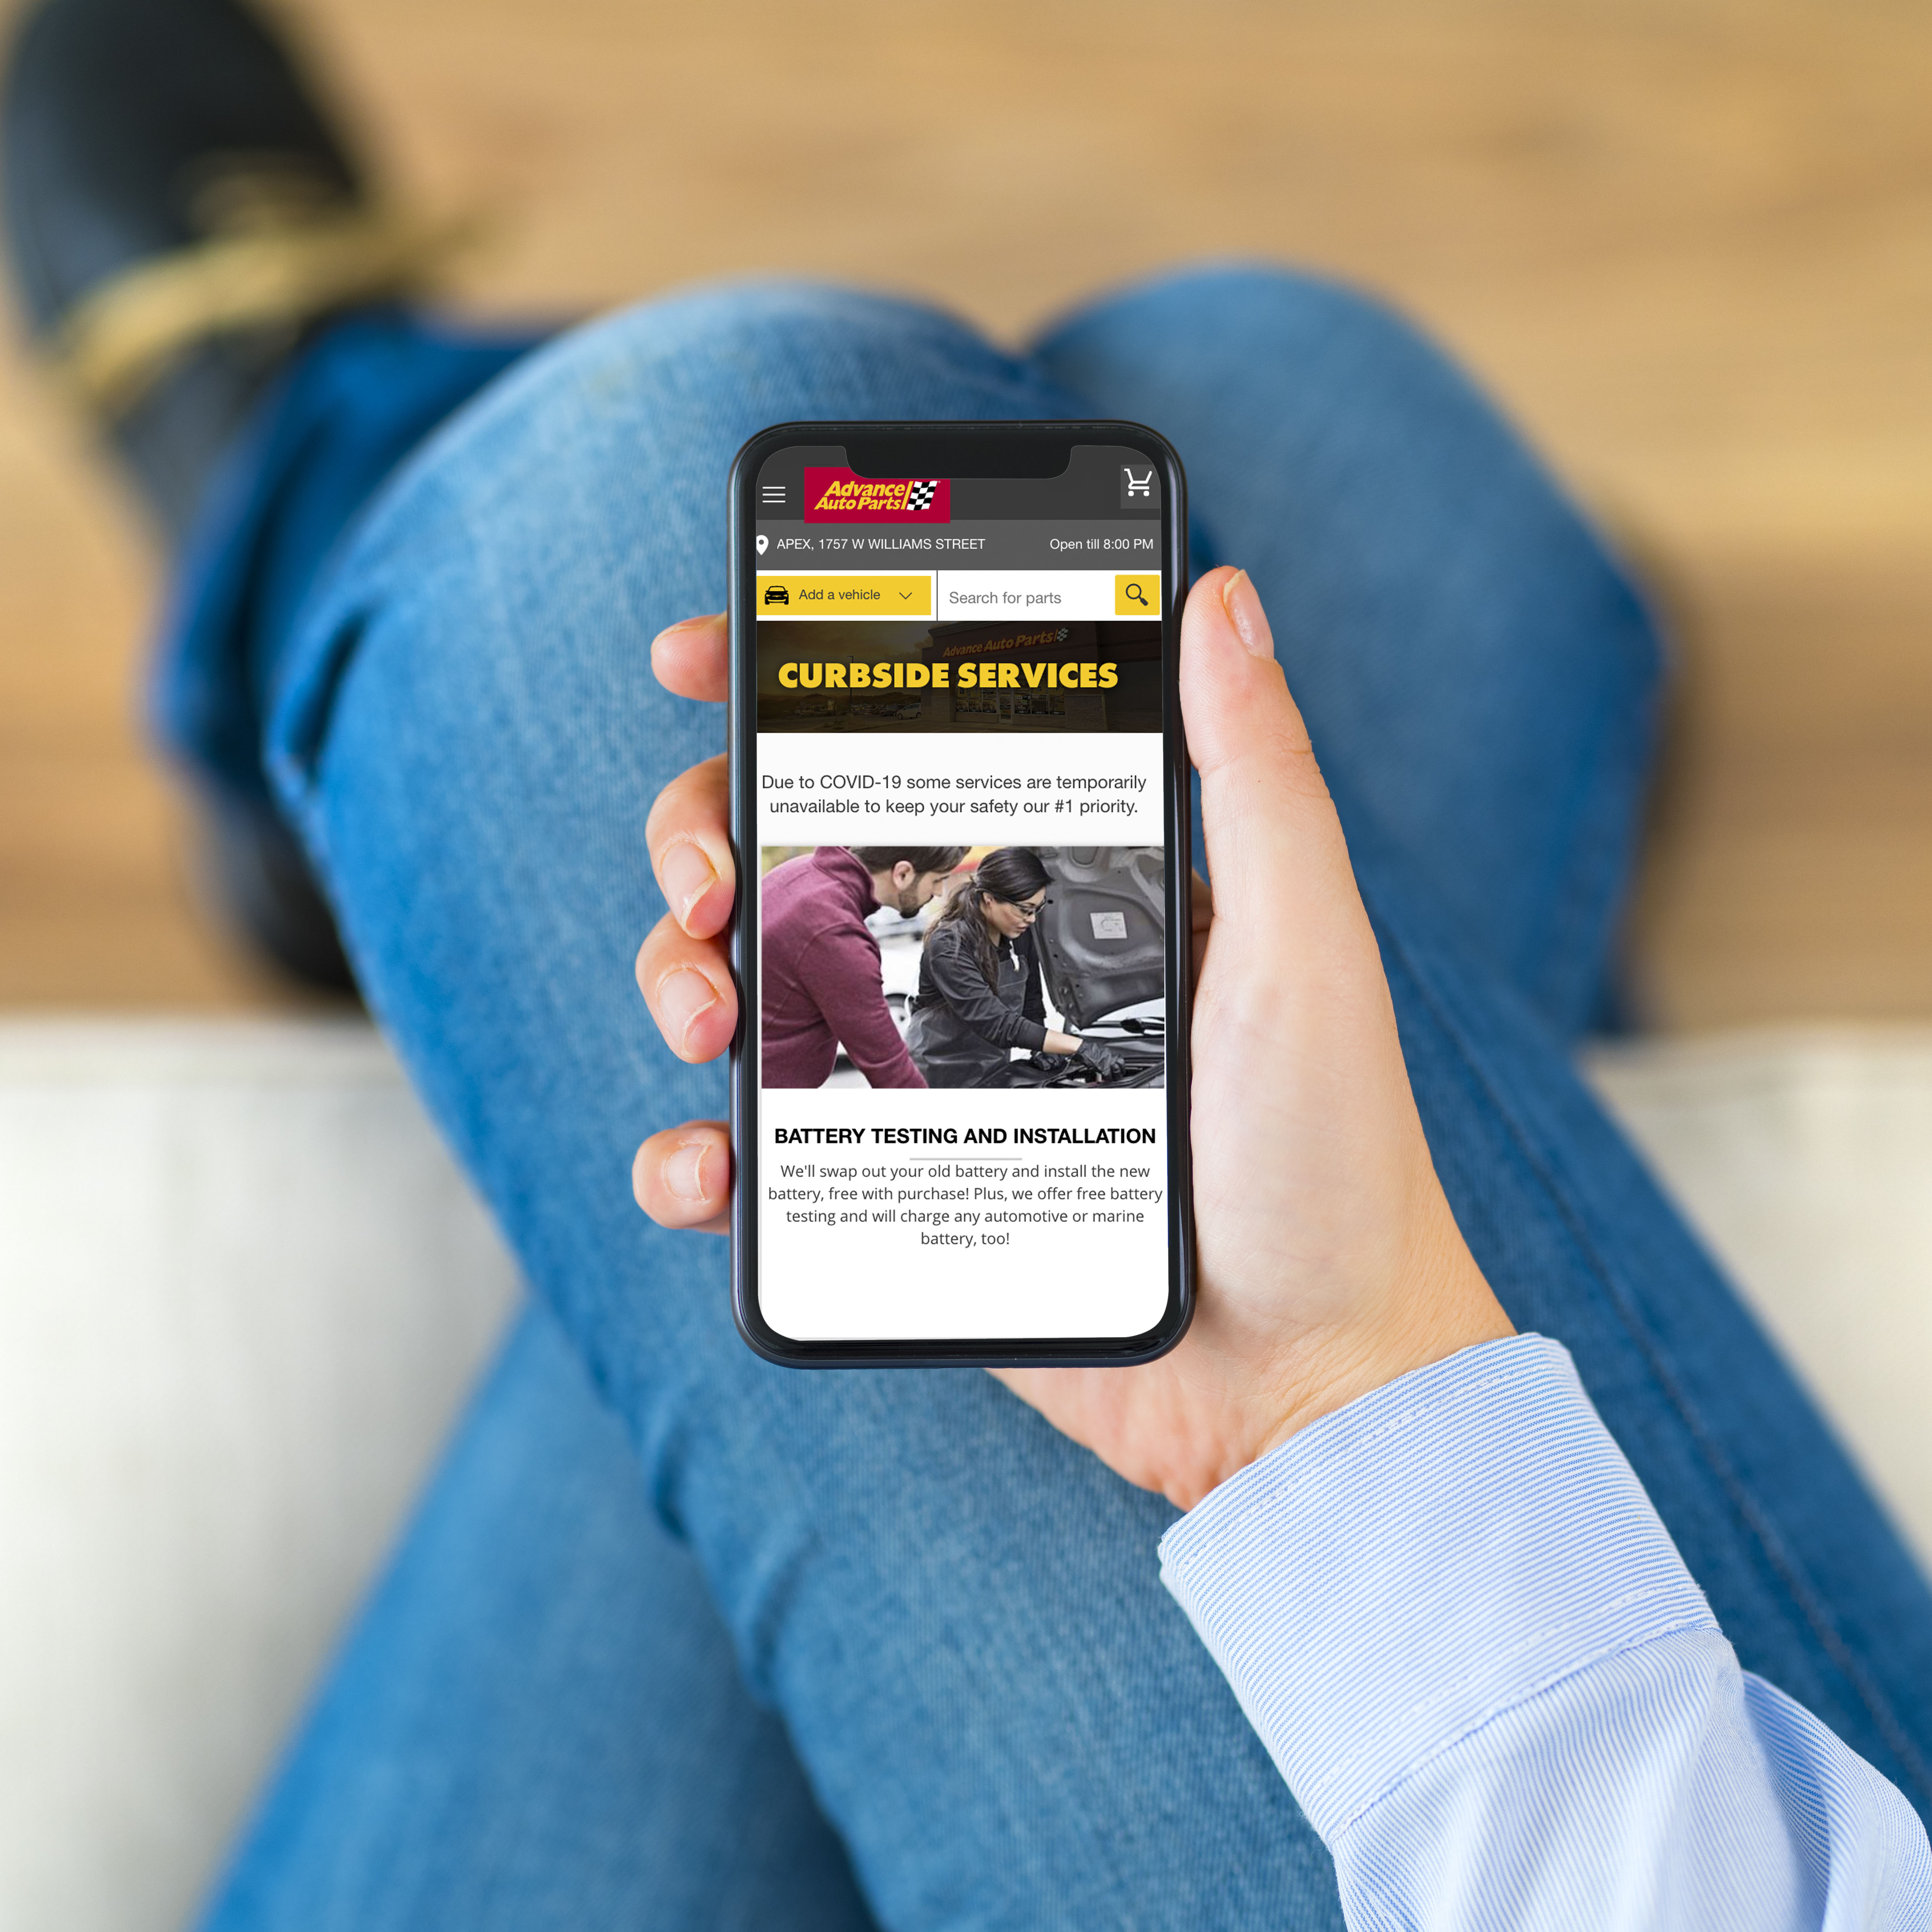 Advance
Auto Parts
APEX, 1757 W WILLIAMS STREET Open till 8:00 PM
Add a vehicle Search for parts
Advance Auto Parts
CURBSIDE SERVICES
Due to COVID-19 some services are temporarily
unavailable to keep your safety our #1 priority.
BATTERY TESTING AND INSTALLATION
We'll swap out your old battery and install the new
battery, free with purchase! Plus, we offer free battery
testing and will charge any automotive or marine
battery, too!